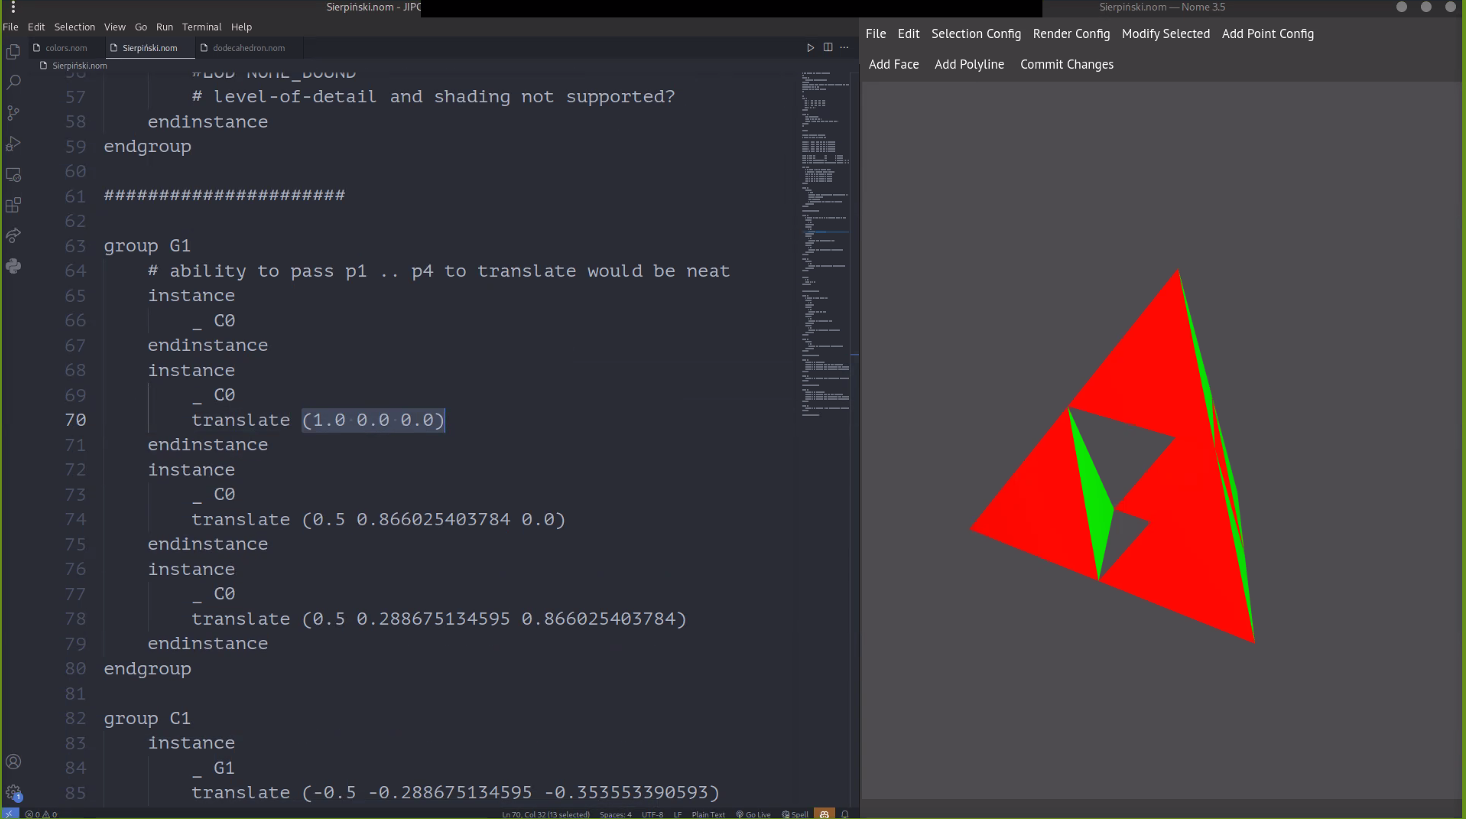 Sierpiński.nom - JIPC
File Edit Selection View Go Run Terminal Help
colors.nom Sierpiński.nom dodecahedron.nom
Sierpiński.nom
57 # level-of-detail and shading not supported?
58 endinstance
59 endgroup
60
61 ######################
62
63 group G1
64 # ability to pass p1 .. p4 to translate would be neat
65 instance
66 _ C0
67 endinstance
68 instance
69 _ C0
70 translate (1.0 0.0 0.0)
71 endinstance
72 instance
73 _ C0
74 translate (0.5 0.866025403784 0.0)
75 endinstance
76 instance
77 _ C0
78 translate (0.5 0.288675134595 0.866025403784)
79 endinstance
80 endgroup
81
82 group C1
83 instance
84 _ G1
85 translate (-0.5 -0.288675134595 -0.353553390593)
1
0 0 Ln 70, Col 32 (13 selected) Spaces: 4 UTF-8 LF Plain Text Go Live Spell
Sierpiński.nom — Nome 3.5
File Edit Selection Config Render Config Modify Selected Add Point Config
Add Face Add Polyline Commit Changes